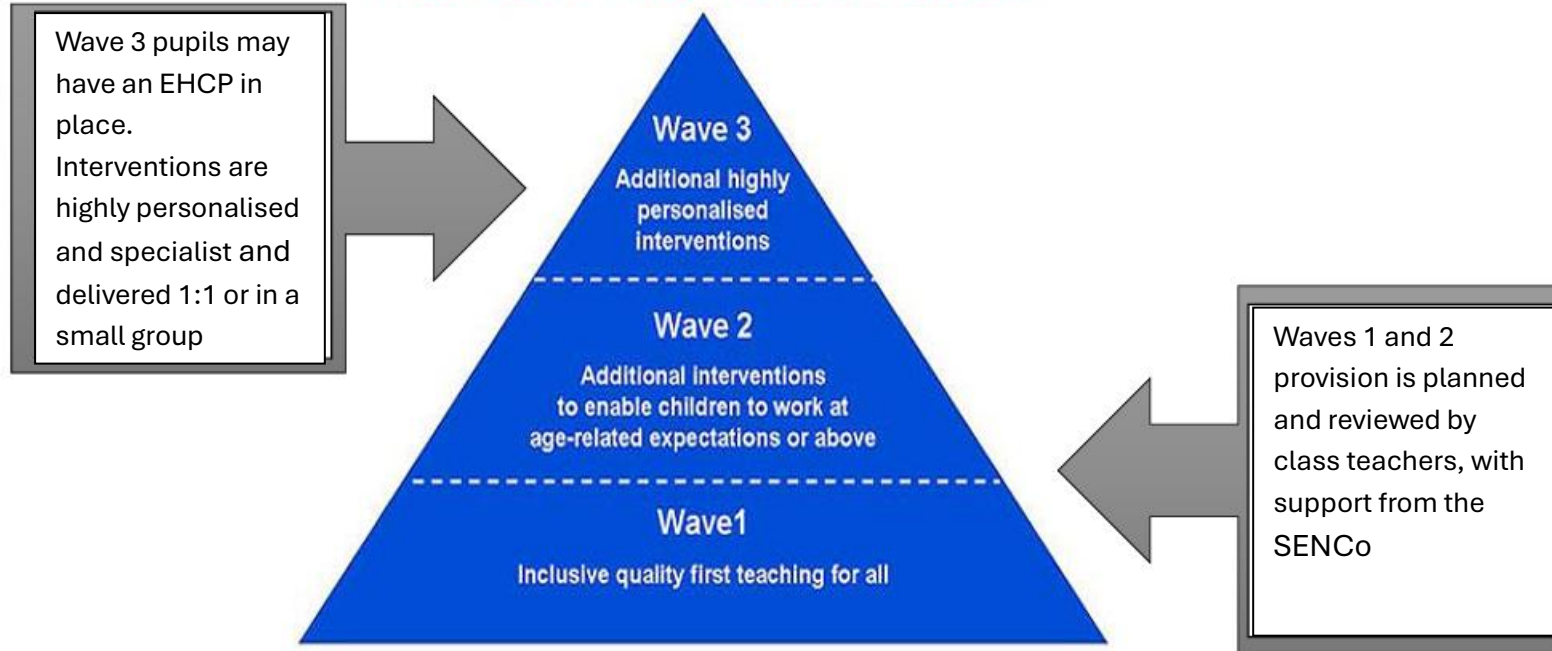 Wave 3 pupils may
have an EHCP in
place.
Interventions are
highly personalised
and specialist and
delivered 1:1 or in a
small group
Wave 3
Additional highly
personalised
interventions
Wave 2
Additional interventions
to enable children to work at
age-related expectations or above
Wave1
Inclusive quality first teaching for all
Waves 1 and 2
provision is planned
and reviewed by
class teachers, with
support from the
SENCo